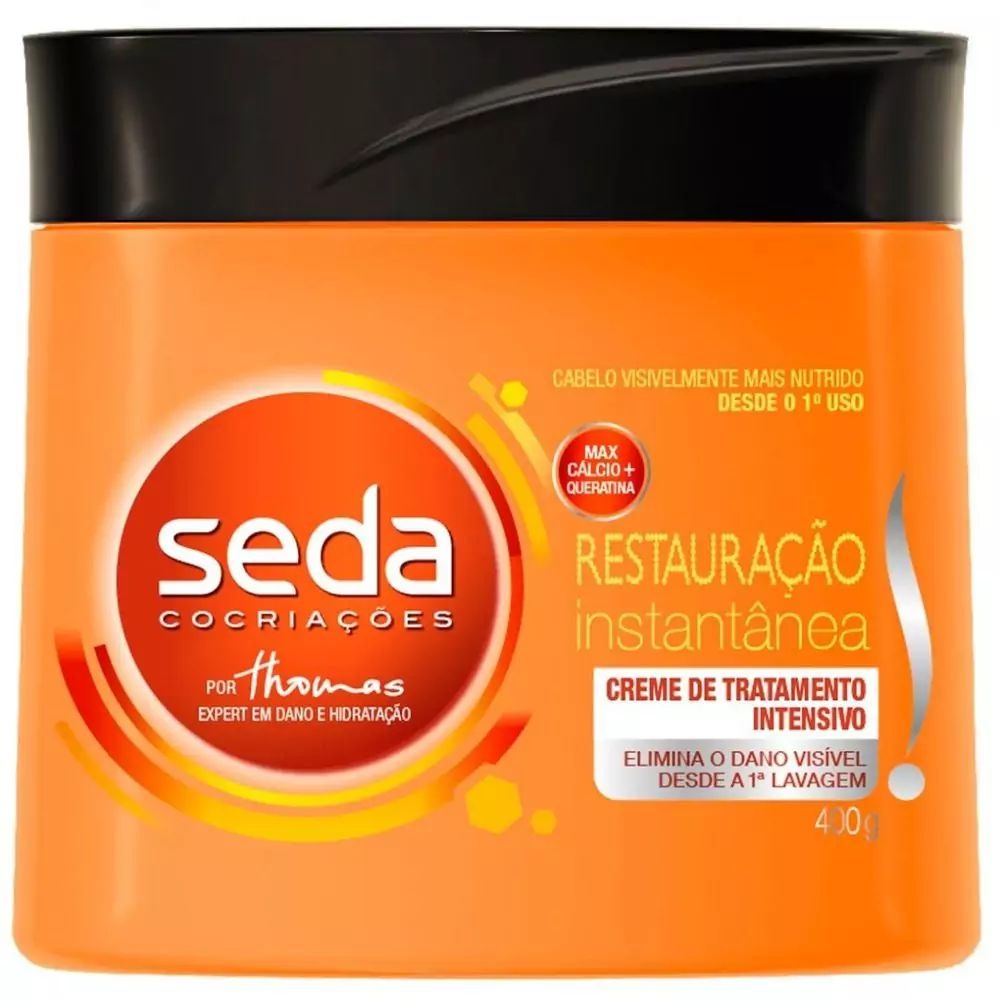 seda
COCRIAÇÕES
POR Thomas
EXPERT EM DANO E HIDRATAÇÃO
CABELO VISIVELMENTE MAIS NUTRIDO
DESDE O 1º USO
MAX
CÁLCIO +
QUERATINA
RESTAURAÇÃO
instantânea
CREME DE TRATAMENTO
INTENSIVO
ELIMINA O DANO VISÍVEL
DESDE A 1ª LAVAGEM
400g